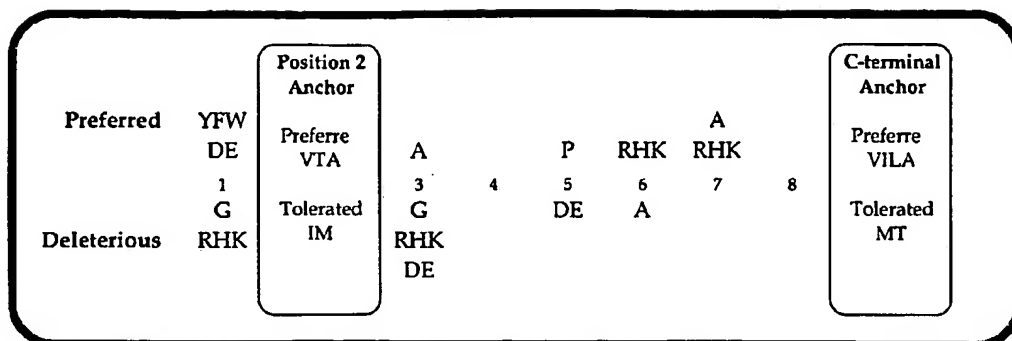 Position 2 C-terminal
Anchor Anchor
Preferred YFW A
DE Preferre VTA A P RHK RHK Preferre VILA
1 3 4 5 6 7 8
G Tolerated G DE A Tolerated
Deleterious RHK IM RHK MT
DE